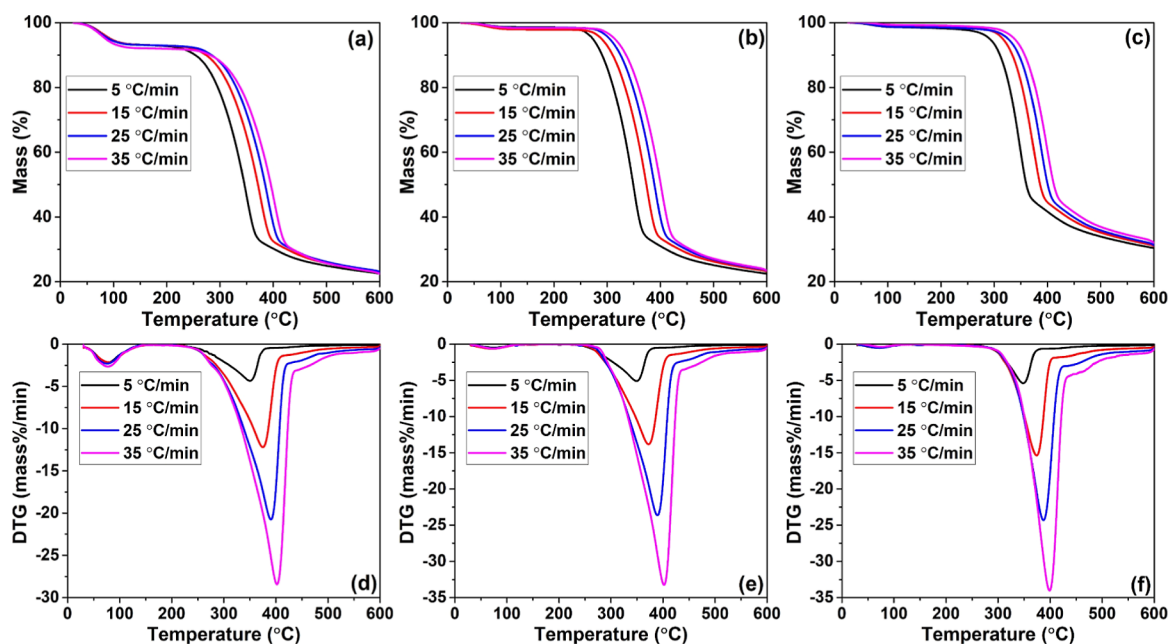 (a)
5 °C/min
15 °C/min
25 °C/min
35 °C/min
Mass (%)
100
80
60
40
20
0 100 200 300 400 500 600
Temperature (°C)
(b)
5 °C/min
15 °C/min
25 °C/min
35 °C/min
Mass (%)
100
80
60
40
20
0 100 200 300 400 500 600
Temperature (°C)
(c)
5 °C/min
15 °C/min
25 °C/min
35 °C/min
Mass (%)
100
80
60
40
20
0 100 200 300 400 500 600
Temperature (°C)
(d)
5 °C/min
15 °C/min
25 °C/min
35 °C/min
DTG (mass%/min)
0
-5
-10
-15
-20
-25
-30
0 100 200 300 400 500 600
Temperature (°C)
(e)
5 °C/min
15 °C/min
25 °C/min
35 °C/min
DTG (mass%/min)
0
-5
-10
-15
-20
-25
-30
-35
0 100 200 300 400 500 600
Temperature (°C)
(f)
5 °C/min
15 °C/min
25 °C/min
35 °C/min
DTG (mass%/min)
0
-5
-10
-15
-20
-25
-30
-35
0 100 200 300 400 500 600
Temperature (°C)